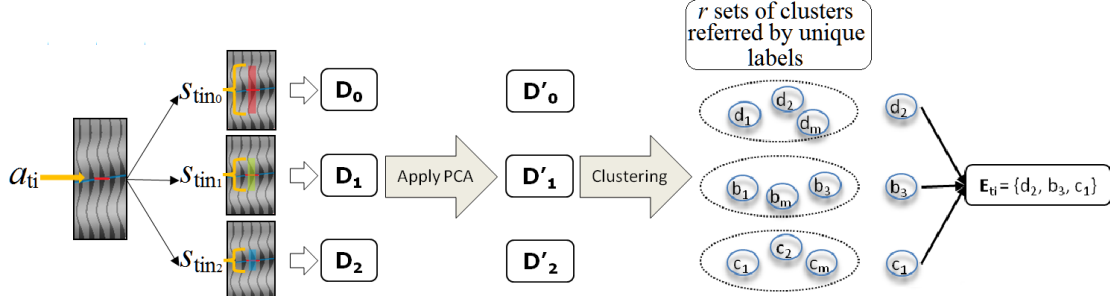 r sets of clusters
referred by unique
labels
a_ti
s_tin0
D0
D'0
d1
d2
dm
d2
s_tin1
D1
Apply PCA
D'1
Clustering
b1
bm
b3
b3
E_ti = {d2, b3, c1}
s_tin2
D2
D'2
c1
c2
cm
c1